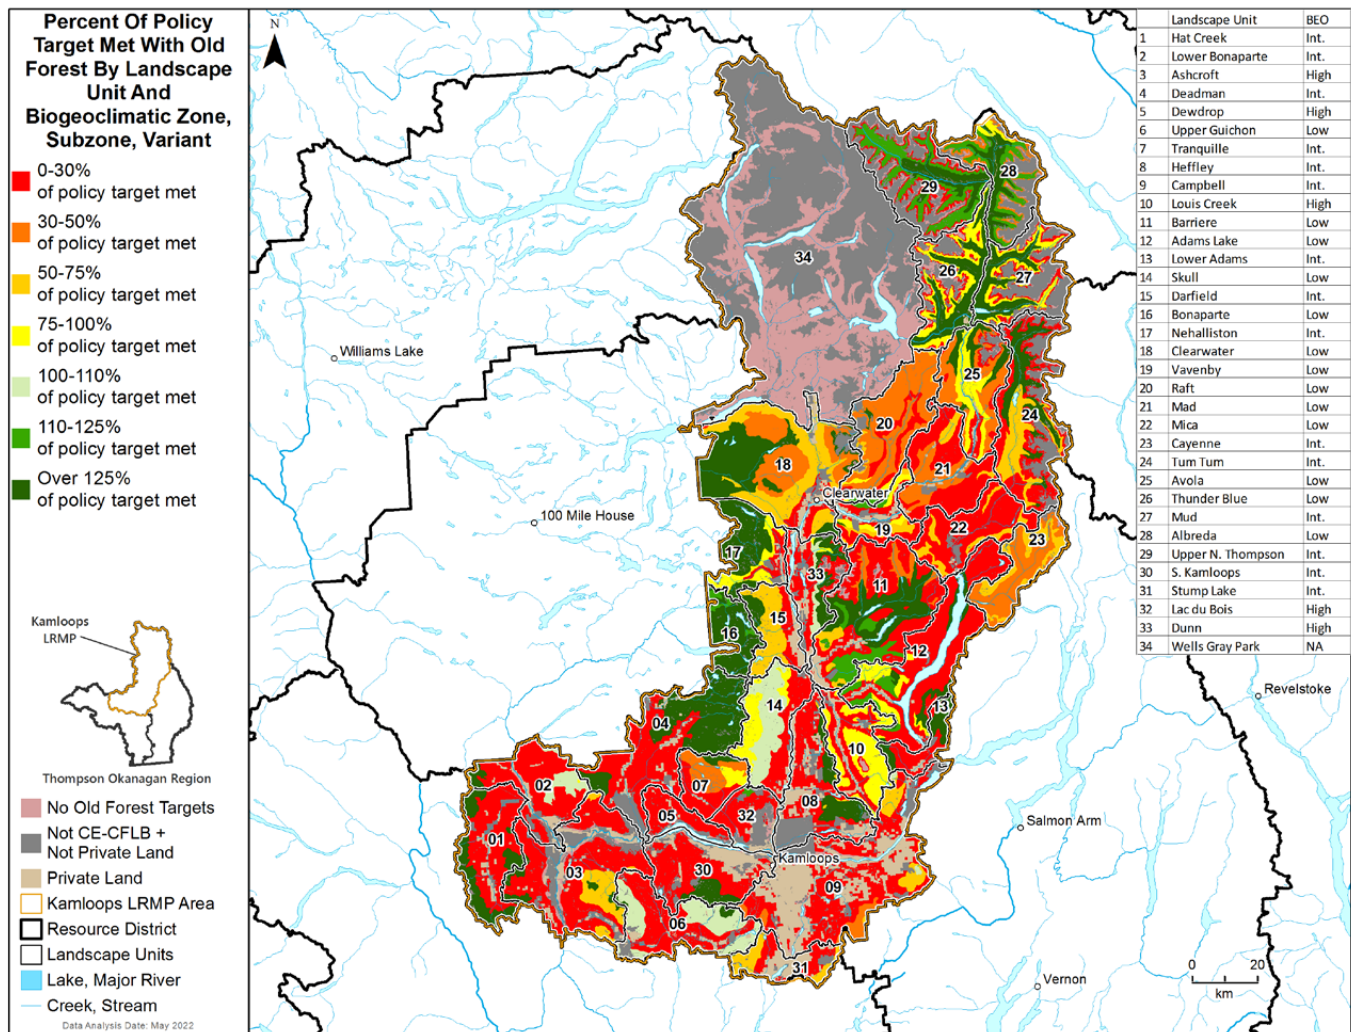 Percent Of Policy
Target Met With Old
Forest By Landscape
Unit And
Biogeoclimatic Zone,
Subzone, Variant
0-30%
of policy target met
30-50%
of policy target met
50-75%
of policy target met
75-100%
of policy target met
100-110%
of policy target met
110-125%
of policy target met
Over 125%
of policy target met
Kamloops
LRMP
Thompson Okanagan Region
No Old Forest Targets
Not CE-CFLB +
Not Private Land
Private Land
Kamloops LRMP Area
Resource District
Landscape Units
Lake, Major River
Creek, Stream
Data Analysis Date: May 2022
N
28
29
34
26
27
Williams Lake
25
24
20
18
21
Clearwater
100 Mile House
19
22
23
17
33
11
15
16
12
Revelstoke
14
13
04
10
02
07
08
05
32
Salmon Arm
01
Kamloops
03
30
09
06
31
Vernon
0 20
km
Landscape Unit BEO
1 Hat Creek Int.
2 Lower Bonaparte Int.
3 Ashcroft High
4 Deadman Int.
5 Dewdrop High
6 Upper Guichon Low
7 Tranquille Int.
8 Heffley Int.
9 Campbell Int.
10 Louis Creek High
11 Barriere Low
12 Adams Lake Low
13 Lower Adams Int.
14 Skull Low
15 Darfield Int.
16 Bonaparte Low
17 Nehalliston Int.
18 Clearwater Low
19 Vavenby Low
20 Raft Low
21 Mad Low
22 Mica Low
23 Cayenne Int.
24 Tum Tum Int.
25 Avola Low
26 Thunder Blue Low
27 Mud Int.
28 Albreda Low
29 Upper N. Thompson Int.
30 S. Kamloops Int.
31 Stump Lake Int.
32 Lac du Bois High
33 Dunn High
34 Wells Gray Park NA